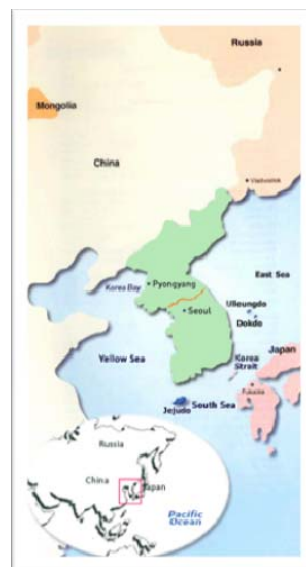 Russia
Mongolia
China
Vladivostok
East Sea
Korea Bay
Pyongyang
Ulleungdo
Seoul
Dokdo
Yellow Sea
Korea
Strait
Japan
Fukuoka
Jejudo
South Sea
Russia
China
Japan
Pacific
Ocean